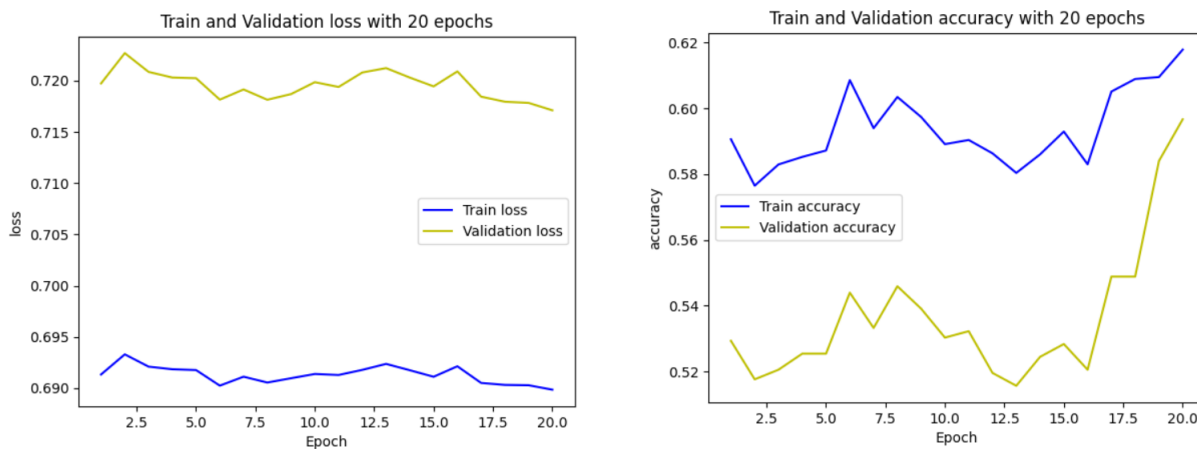 Train and Validation loss with 20 epochs
0.720
0.715
0.710
0.705
0.700
0.695
0.690
loss
Train loss
Validation loss
2.5 5.0 7.5 10.0 12.5 15.0 17.5 20.0
Epoch
Train and Validation accuracy with 20 epochs
0.62
0.60
0.58
0.56
0.54
0.52
accuracy
Train accuracy
Validation accuracy
2.5 5.0 7.5 10.0 12.5 15.0 17.5 20.0
Epoch